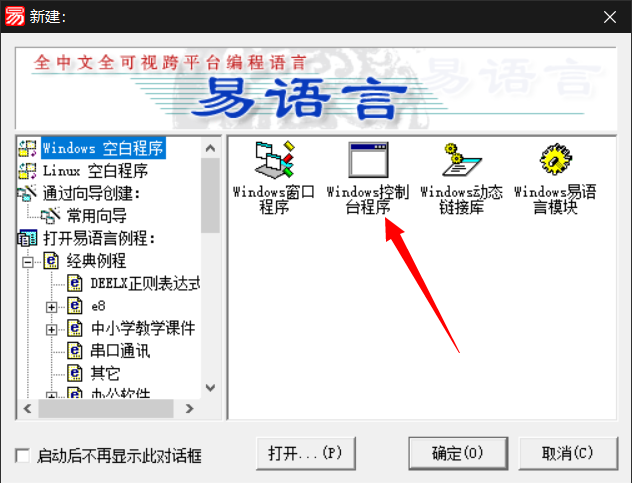 新建:
全中文全可视跨平台编程语言
易语言
Windows 空白程序
Linux 空白程序
通过向导创建:
常用向导
打开易语言例程:
经典例程
DEELX正则表达式
e8
中小学教学课件
串口通讯
其它
办公软件
Windows窗口
程序
Windows控制
台程序
Windows动态
链接库
Windows易语
言模块
启动后不再显示此对话框
打开...(P)
确定(O)
取消(C)